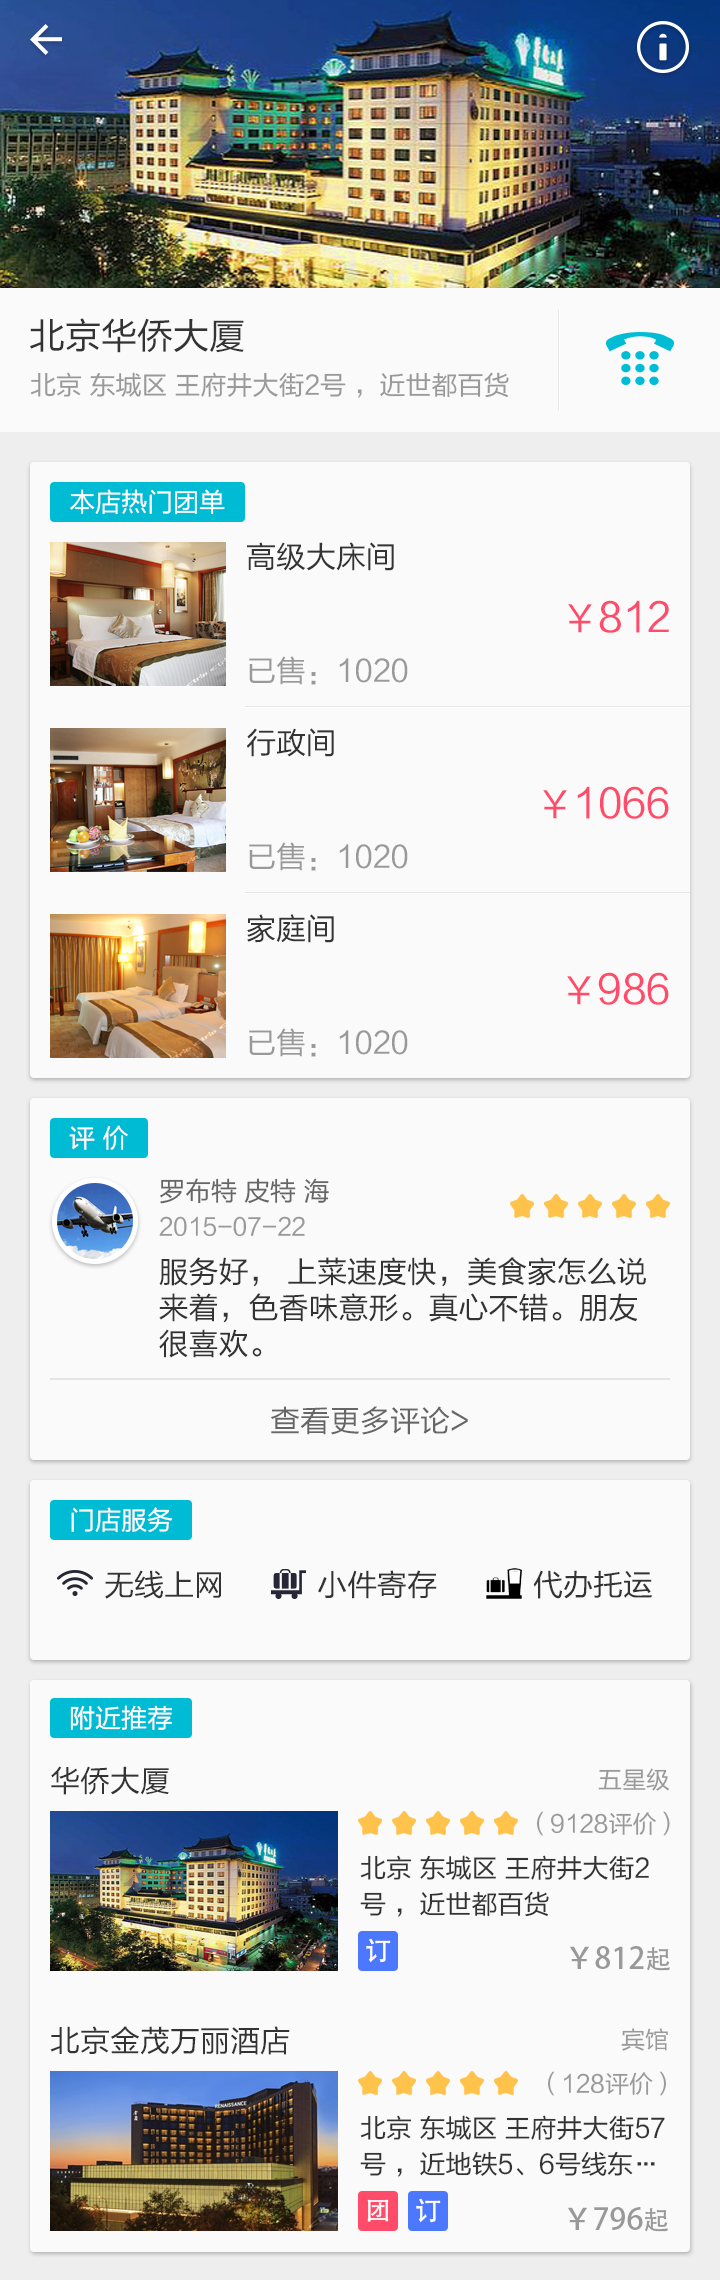 北京华侨大厦
北京 东城区 王府井大街2号 ，近世都百货
本店热门团单
高级大床间
￥812
已售：1020
行政间
￥1066
已售：1020
家庭间
￥986
已售：1020
评 价
罗布特 皮特 海
2015-07-22
服务好， 上菜速度快，美食家怎么说
来着，色香味意形。真心不错。朋友
很喜欢。
查看更多评论>
门店服务
无线上网 小件寄存 代办托运
附近推荐
华侨大厦 五星级
（9128评价）
北京 东城区 王府井大街2
号 ，近世都百货
订 ￥812起
北京金茂万丽酒店 宾馆
RENAISSANCE
（128评价）
北京 东城区 王府井大街57
号 ，近地铁5、6号线东…
团 订 ￥796起